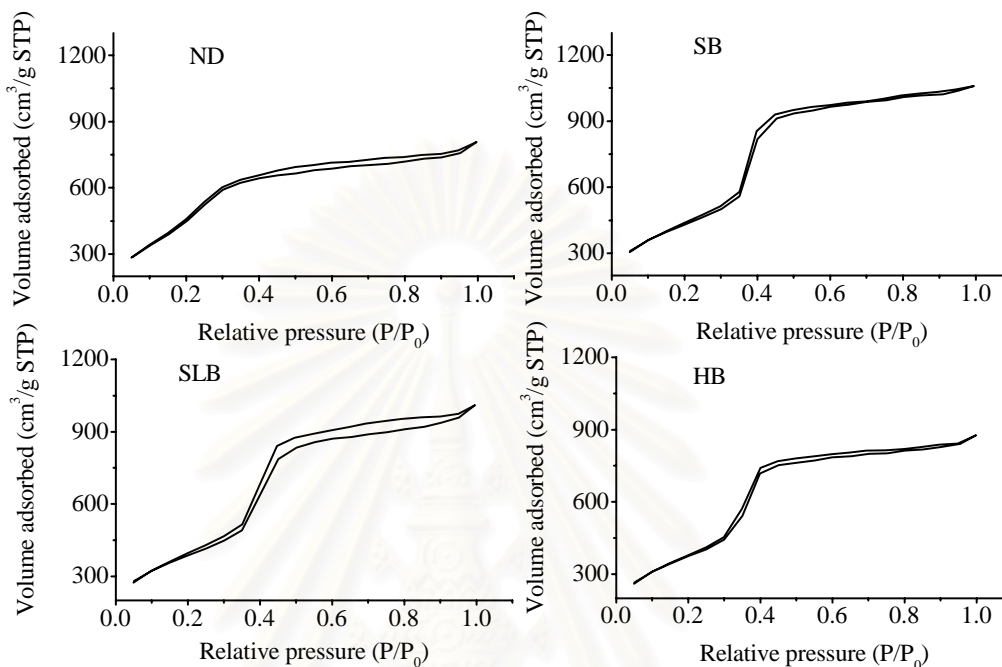 ND
Volume adsorbed (cm³/g STP)
1200
900
600
300
0.0 0.2 0.4 0.6 0.8 1.0
Relative pressure (P/P₀)
SB
Volume adsorbed (cm³/g STP)
1200
900
600
300
0.0 0.2 0.4 0.6 0.8 1.0
Relative pressure (P/P₀)
SLB
Volume adsorbed (cm³/g STP)
1200
900
600
300
0.0 0.2 0.4 0.6 0.8 1.0
Relative pressure (P/P₀)
HB
Volume adsorbed (cm³/g STP)
1200
900
600
300
0.0 0.2 0.4 0.6 0.8 1.0
Relative pressure (P/P₀)